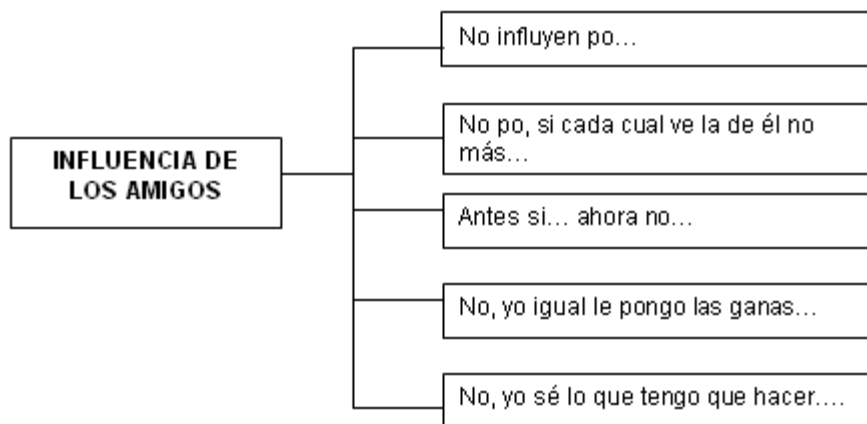 INFLUENCIA DE
LOS AMIGOS
No influyen po...
No po, si cada cual ve la de él no
más...
Antes si... ahora no...
No, yo igual le pongo las ganas...
No, yo sé lo que tengo que hacer....